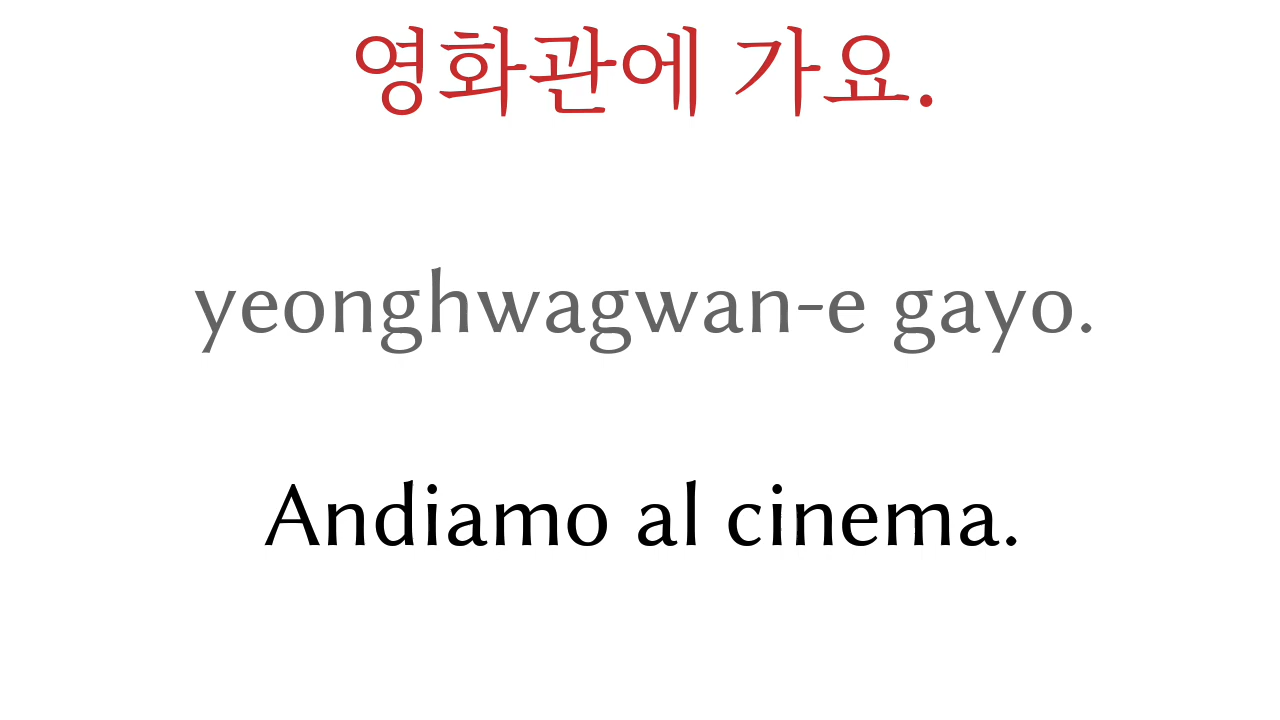 영화관에 가요.
yeonghwagwan-e gayo.
Andiamo al cinema.